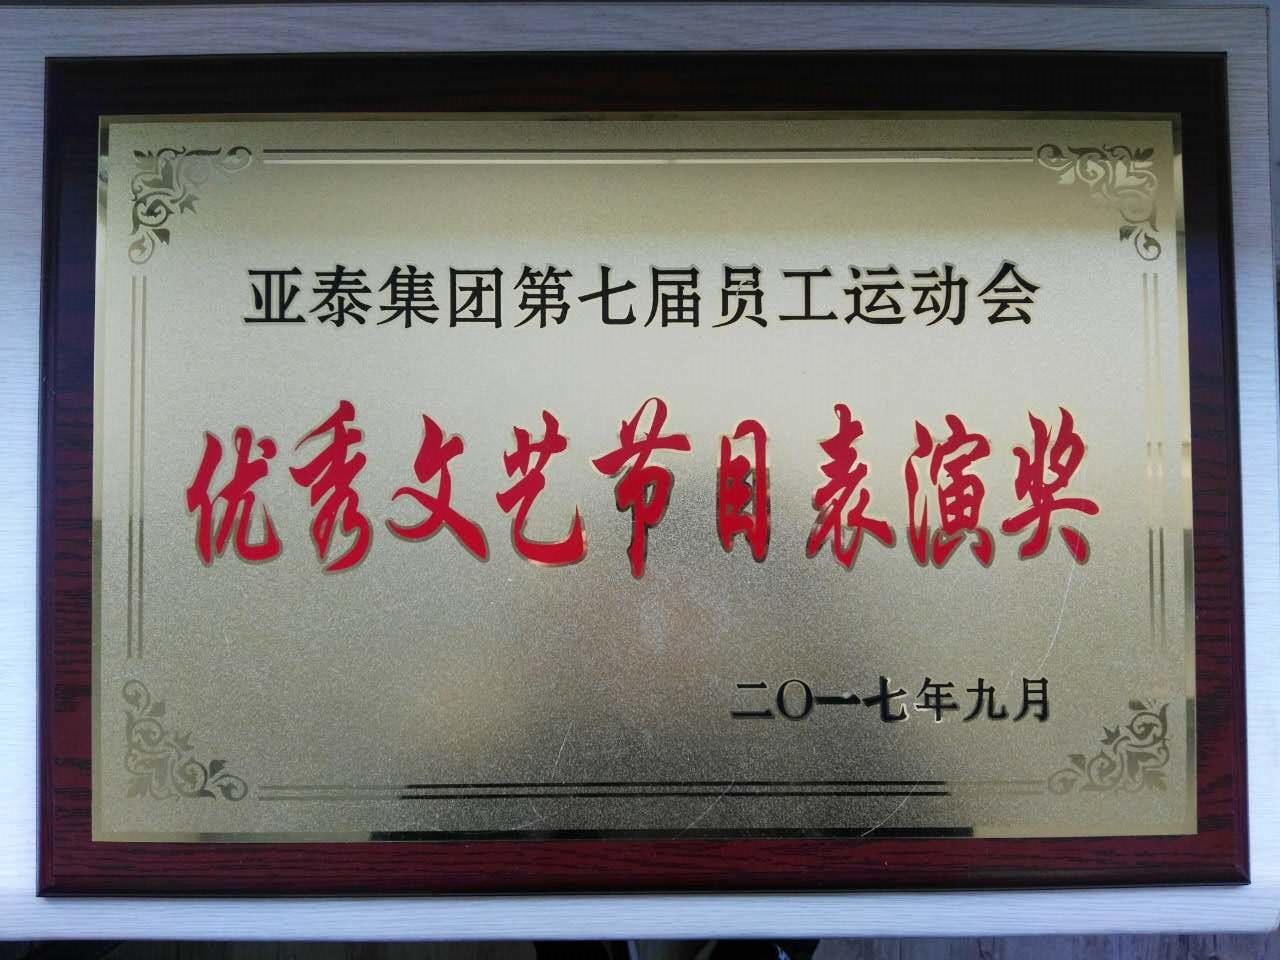 亚泰集团第七届员工运动会
优秀文艺节目表演奖
二〇一七年九月